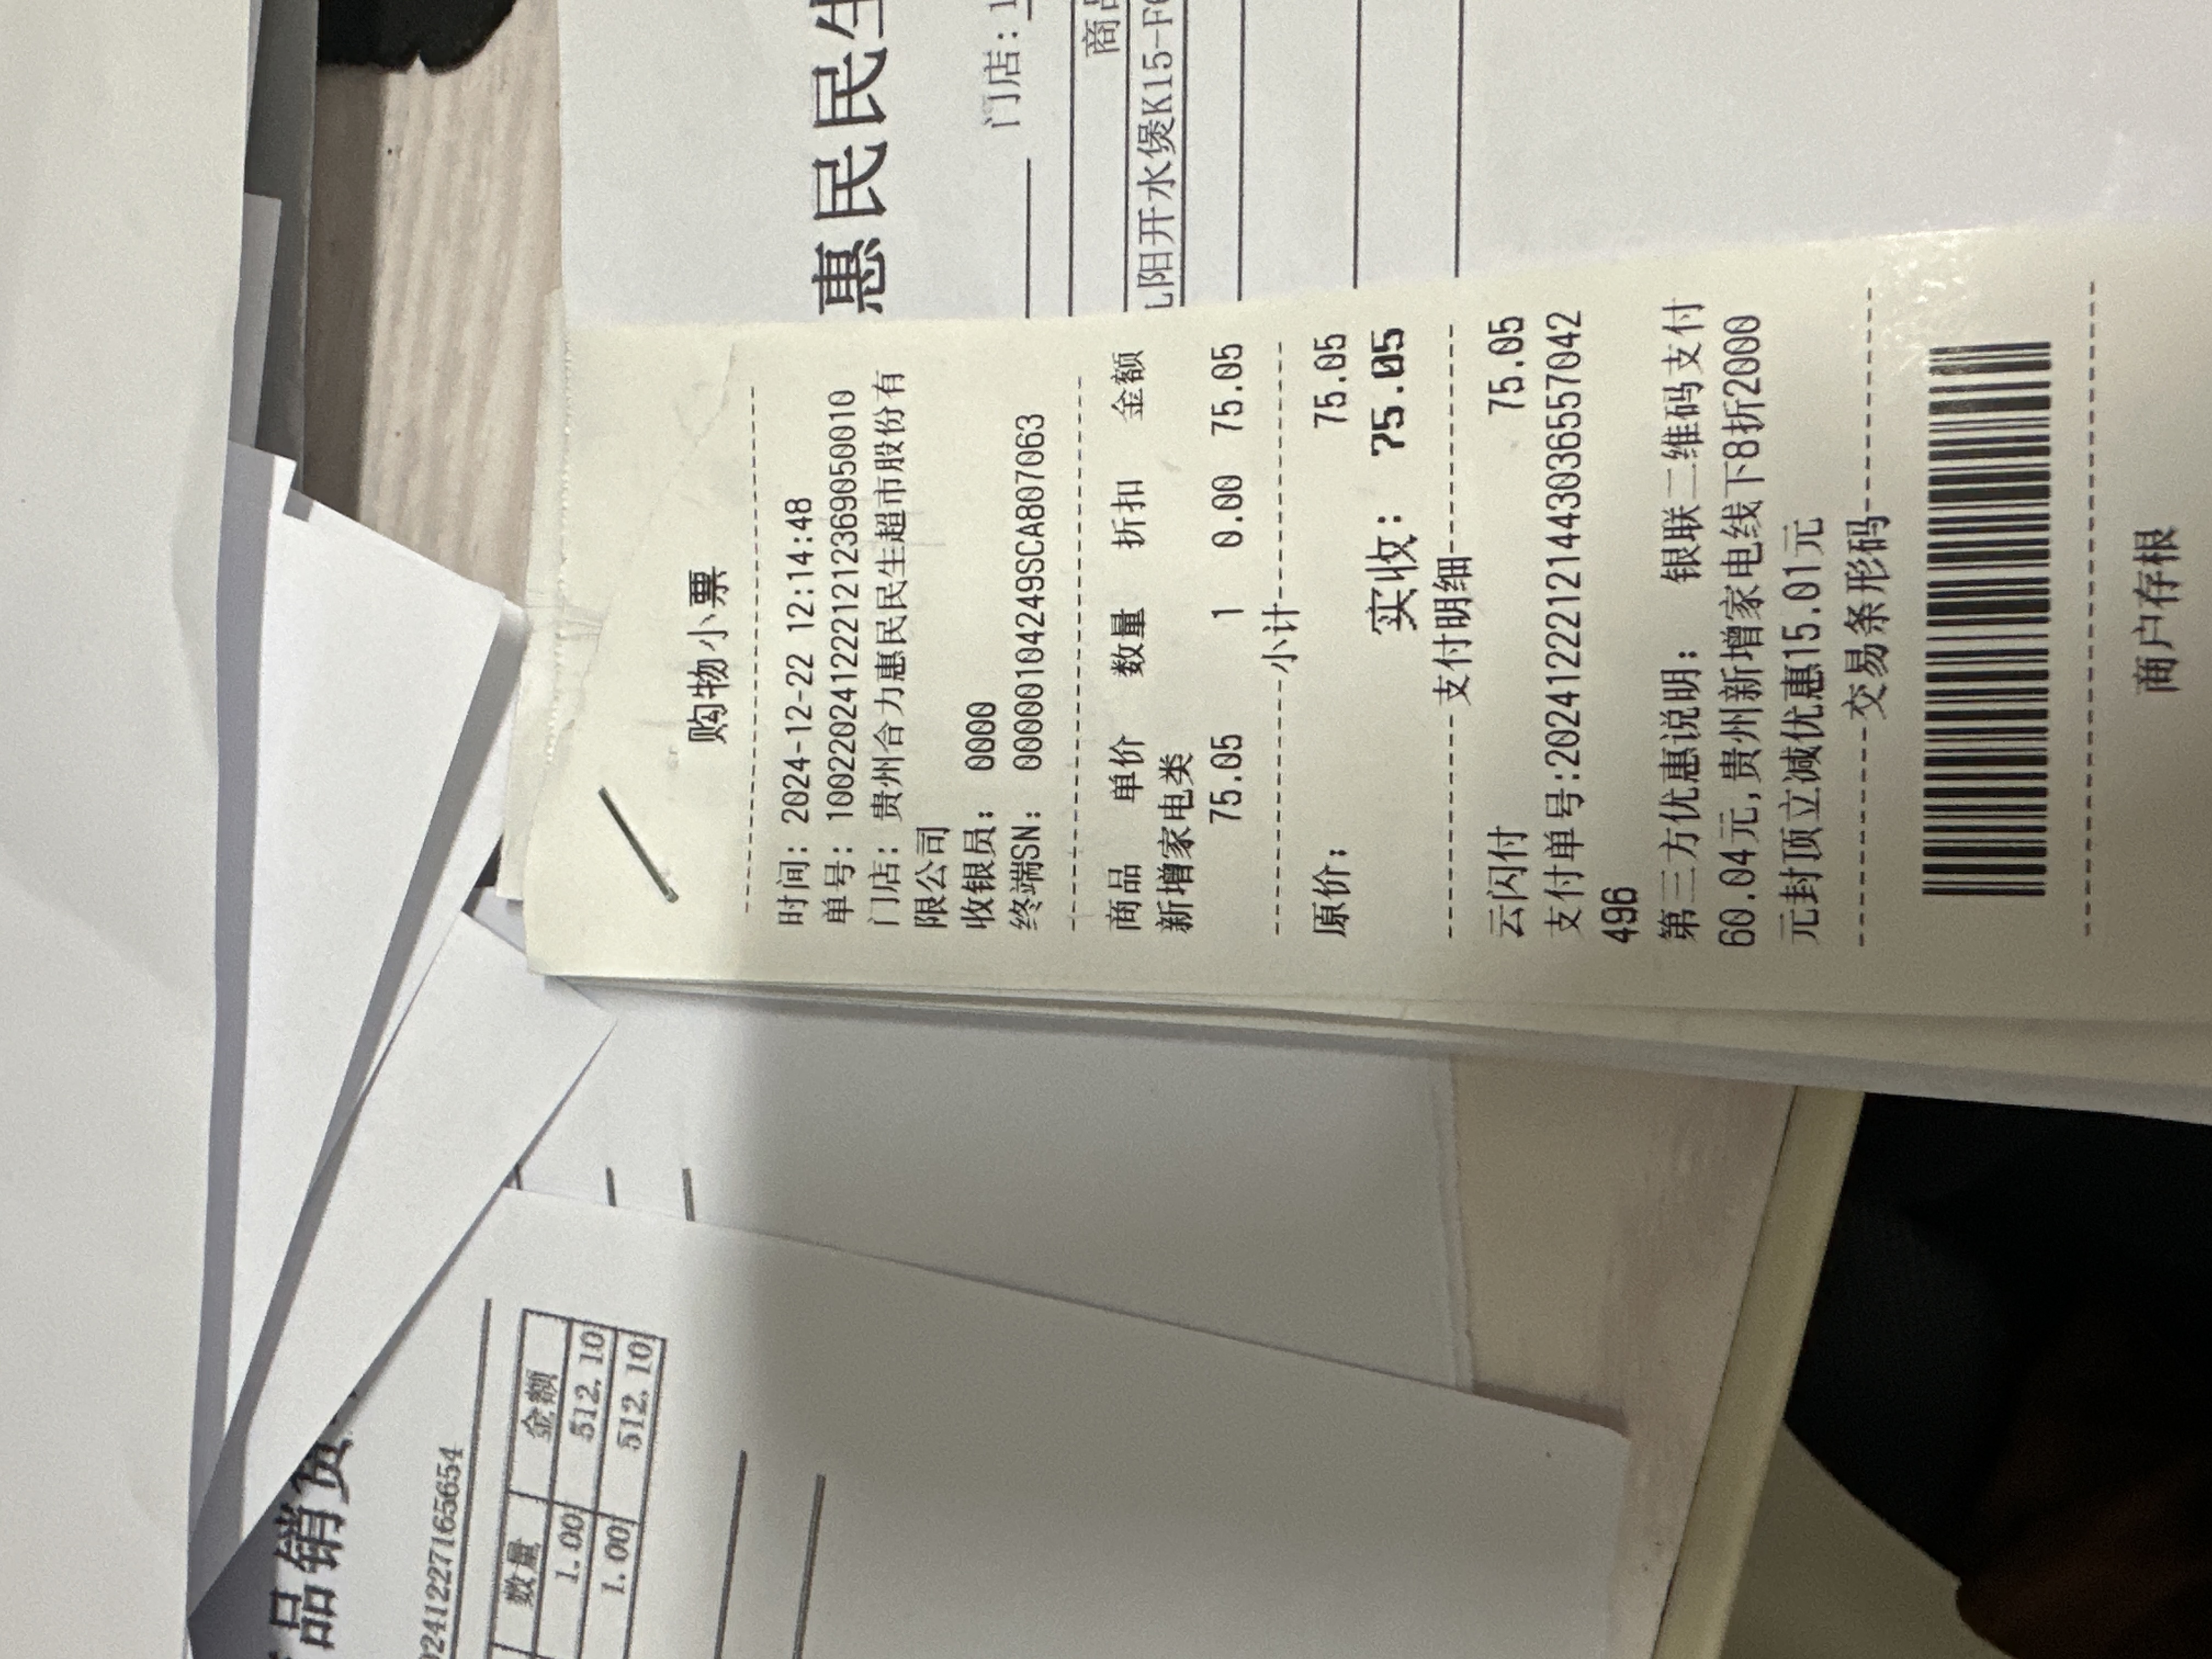 购物小票
时间: 2024-12-22 12:14:48
单号: 10022024122212123690500010
门店: 贵州合力惠民民生超市股份有
限公司
收银员: 0000
终端SN: 00000104249SCA807063
商品 单价 数量 折扣 金额
新增家电类
75.05 1 0.00 75.05
小计
原价: 75.05
实收: 75.05
支付明细
云闪付 75.05
支付单号:20241222121443036557042
496
第三方优惠说明: 银联二维码支付
60.04元,贵州新增家电线下8折2000
元封顶立减优惠15.01元
交易条形码
商户存根
惠民民生
门店:
商品
阳开水煲K15-F
品销货
数量 金额
1.00 512.10
1.00 512.10